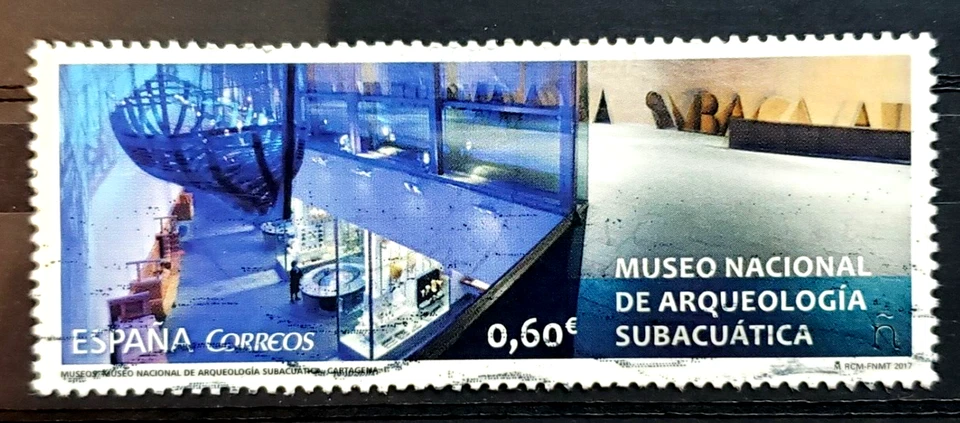 SUBACUÁTI
MUSEO NACIONAL
DE ARQUEOLOGÍA
SUBACUÁTICA
ñ
0,60€
ESPAÑA CORREOS
MUSEOS. MUSEO NACIONAL DE ARQUEOLOGÍA SUBACUÁTICA. CARTAGENA
RCM-FNMT 2017